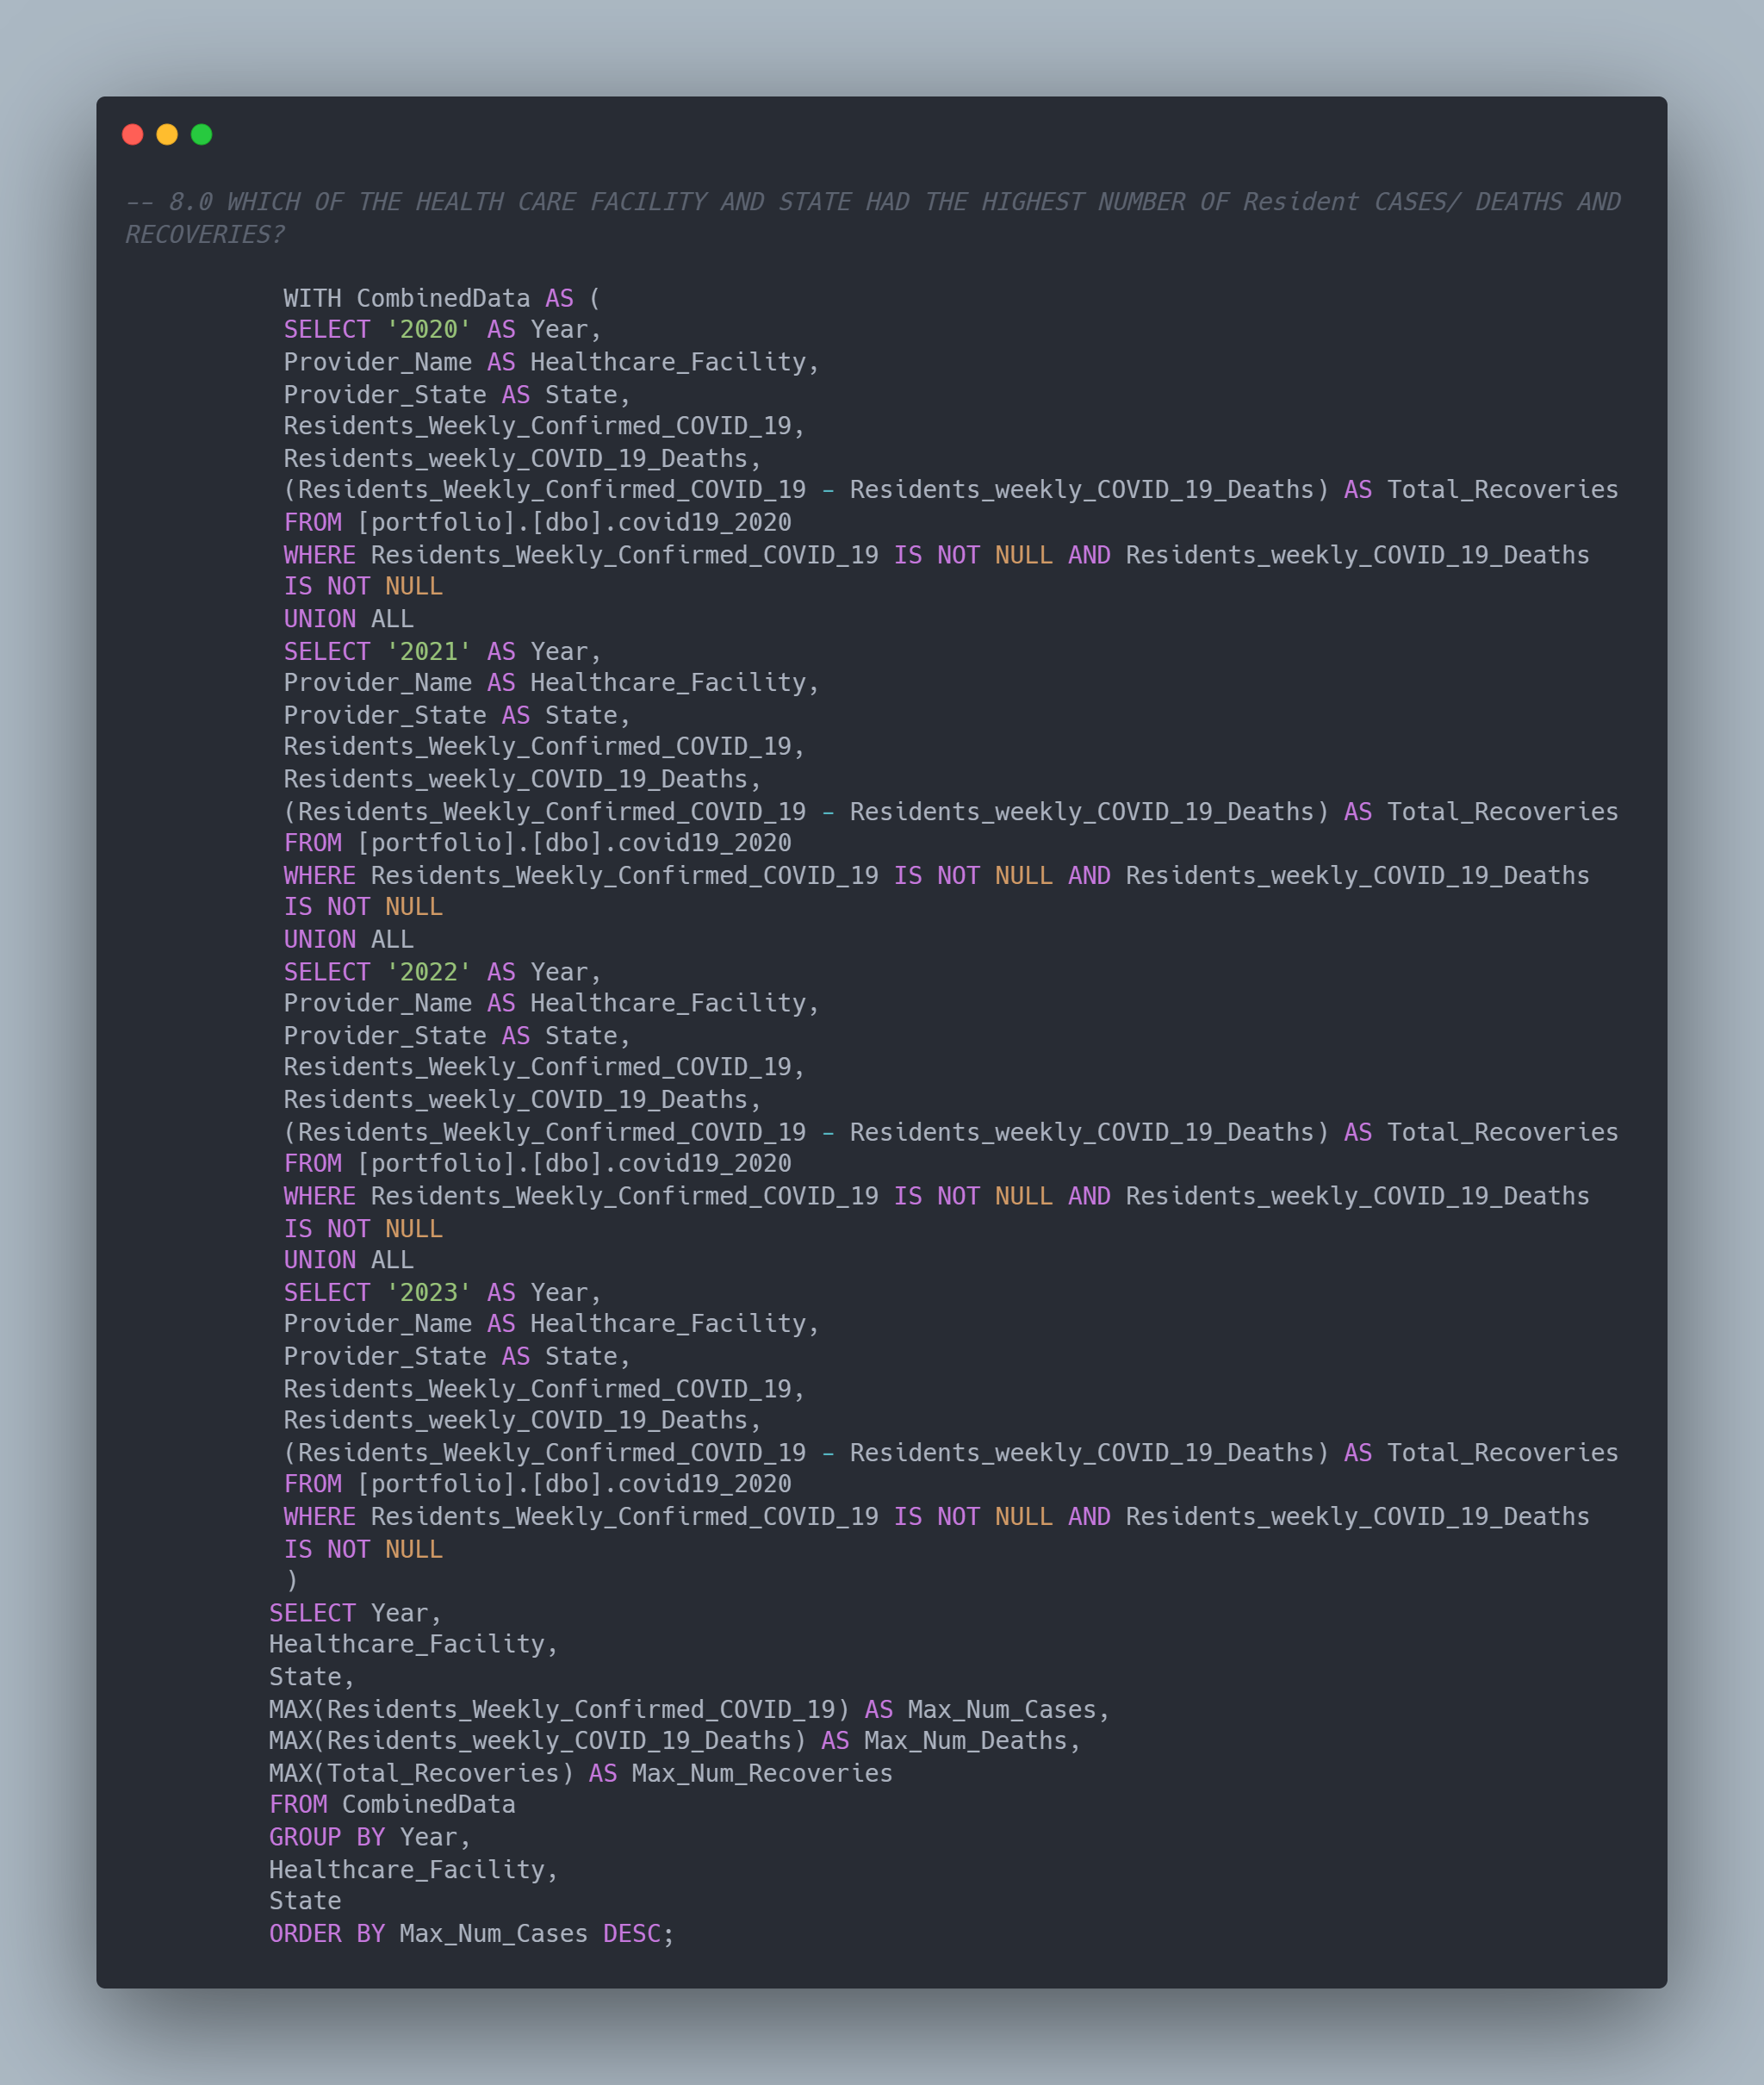 -- 8.0 WHICH OF THE HEALTH CARE FACILITY AND STATE HAD THE HIGHEST NUMBER OF Resident CASES/ DEATHS AND
RECOVERIES?
WITH CombinedData AS (
SELECT '2020' AS Year,
Provider_Name AS Healthcare_Facility,
Provider_State AS State,
Residents_Weekly_Confirmed_COVID_19,
Residents_weekly_COVID_19_Deaths,
(Residents_Weekly_Confirmed_COVID_19 - Residents_weekly_COVID_19_Deaths) AS Total_Recoveries
FROM [portfolio].[dbo].covid19_2020
WHERE Residents_Weekly_Confirmed_COVID_19 IS NOT NULL AND Residents_weekly_COVID_19_Deaths
IS NOT NULL
UNION ALL
SELECT '2021' AS Year,
Provider_Name AS Healthcare_Facility,
Provider_State AS State,
Residents_Weekly_Confirmed_COVID_19,
Residents_weekly_COVID_19_Deaths,
(Residents_Weekly_Confirmed_COVID_19 - Residents_weekly_COVID_19_Deaths) AS Total_Recoveries
FROM [portfolio].[dbo].covid19_2020
WHERE Residents_Weekly_Confirmed_COVID_19 IS NOT NULL AND Residents_weekly_COVID_19_Deaths
IS NOT NULL
UNION ALL
SELECT '2022' AS Year,
Provider_Name AS Healthcare_Facility,
Provider_State AS State,
Residents_Weekly_Confirmed_COVID_19,
Residents_weekly_COVID_19_Deaths,
(Residents_Weekly_Confirmed_COVID_19 - Residents_weekly_COVID_19_Deaths) AS Total_Recoveries
FROM [portfolio].[dbo].covid19_2020
WHERE Residents_Weekly_Confirmed_COVID_19 IS NOT NULL AND Residents_weekly_COVID_19_Deaths
IS NOT NULL
UNION ALL
SELECT '2023' AS Year,
Provider_Name AS Healthcare_Facility,
Provider_State AS State,
Residents_Weekly_Confirmed_COVID_19,
Residents_weekly_COVID_19_Deaths,
(Residents_Weekly_Confirmed_COVID_19 - Residents_weekly_COVID_19_Deaths) AS Total_Recoveries
FROM [portfolio].[dbo].covid19_2020
WHERE Residents_Weekly_Confirmed_COVID_19 IS NOT NULL AND Residents_weekly_COVID_19_Deaths
IS NOT NULL
)
SELECT Year,
Healthcare_Facility,
State,
MAX(Residents_Weekly_Confirmed_COVID_19) AS Max_Num_Cases,
MAX(Residents_weekly_COVID_19_Deaths) AS Max_Num_Deaths,
MAX(Total_Recoveries) AS Max_Num_Recoveries
FROM CombinedData
GROUP BY Year,
Healthcare_Facility,
State
ORDER BY Max_Num_Cases DESC;